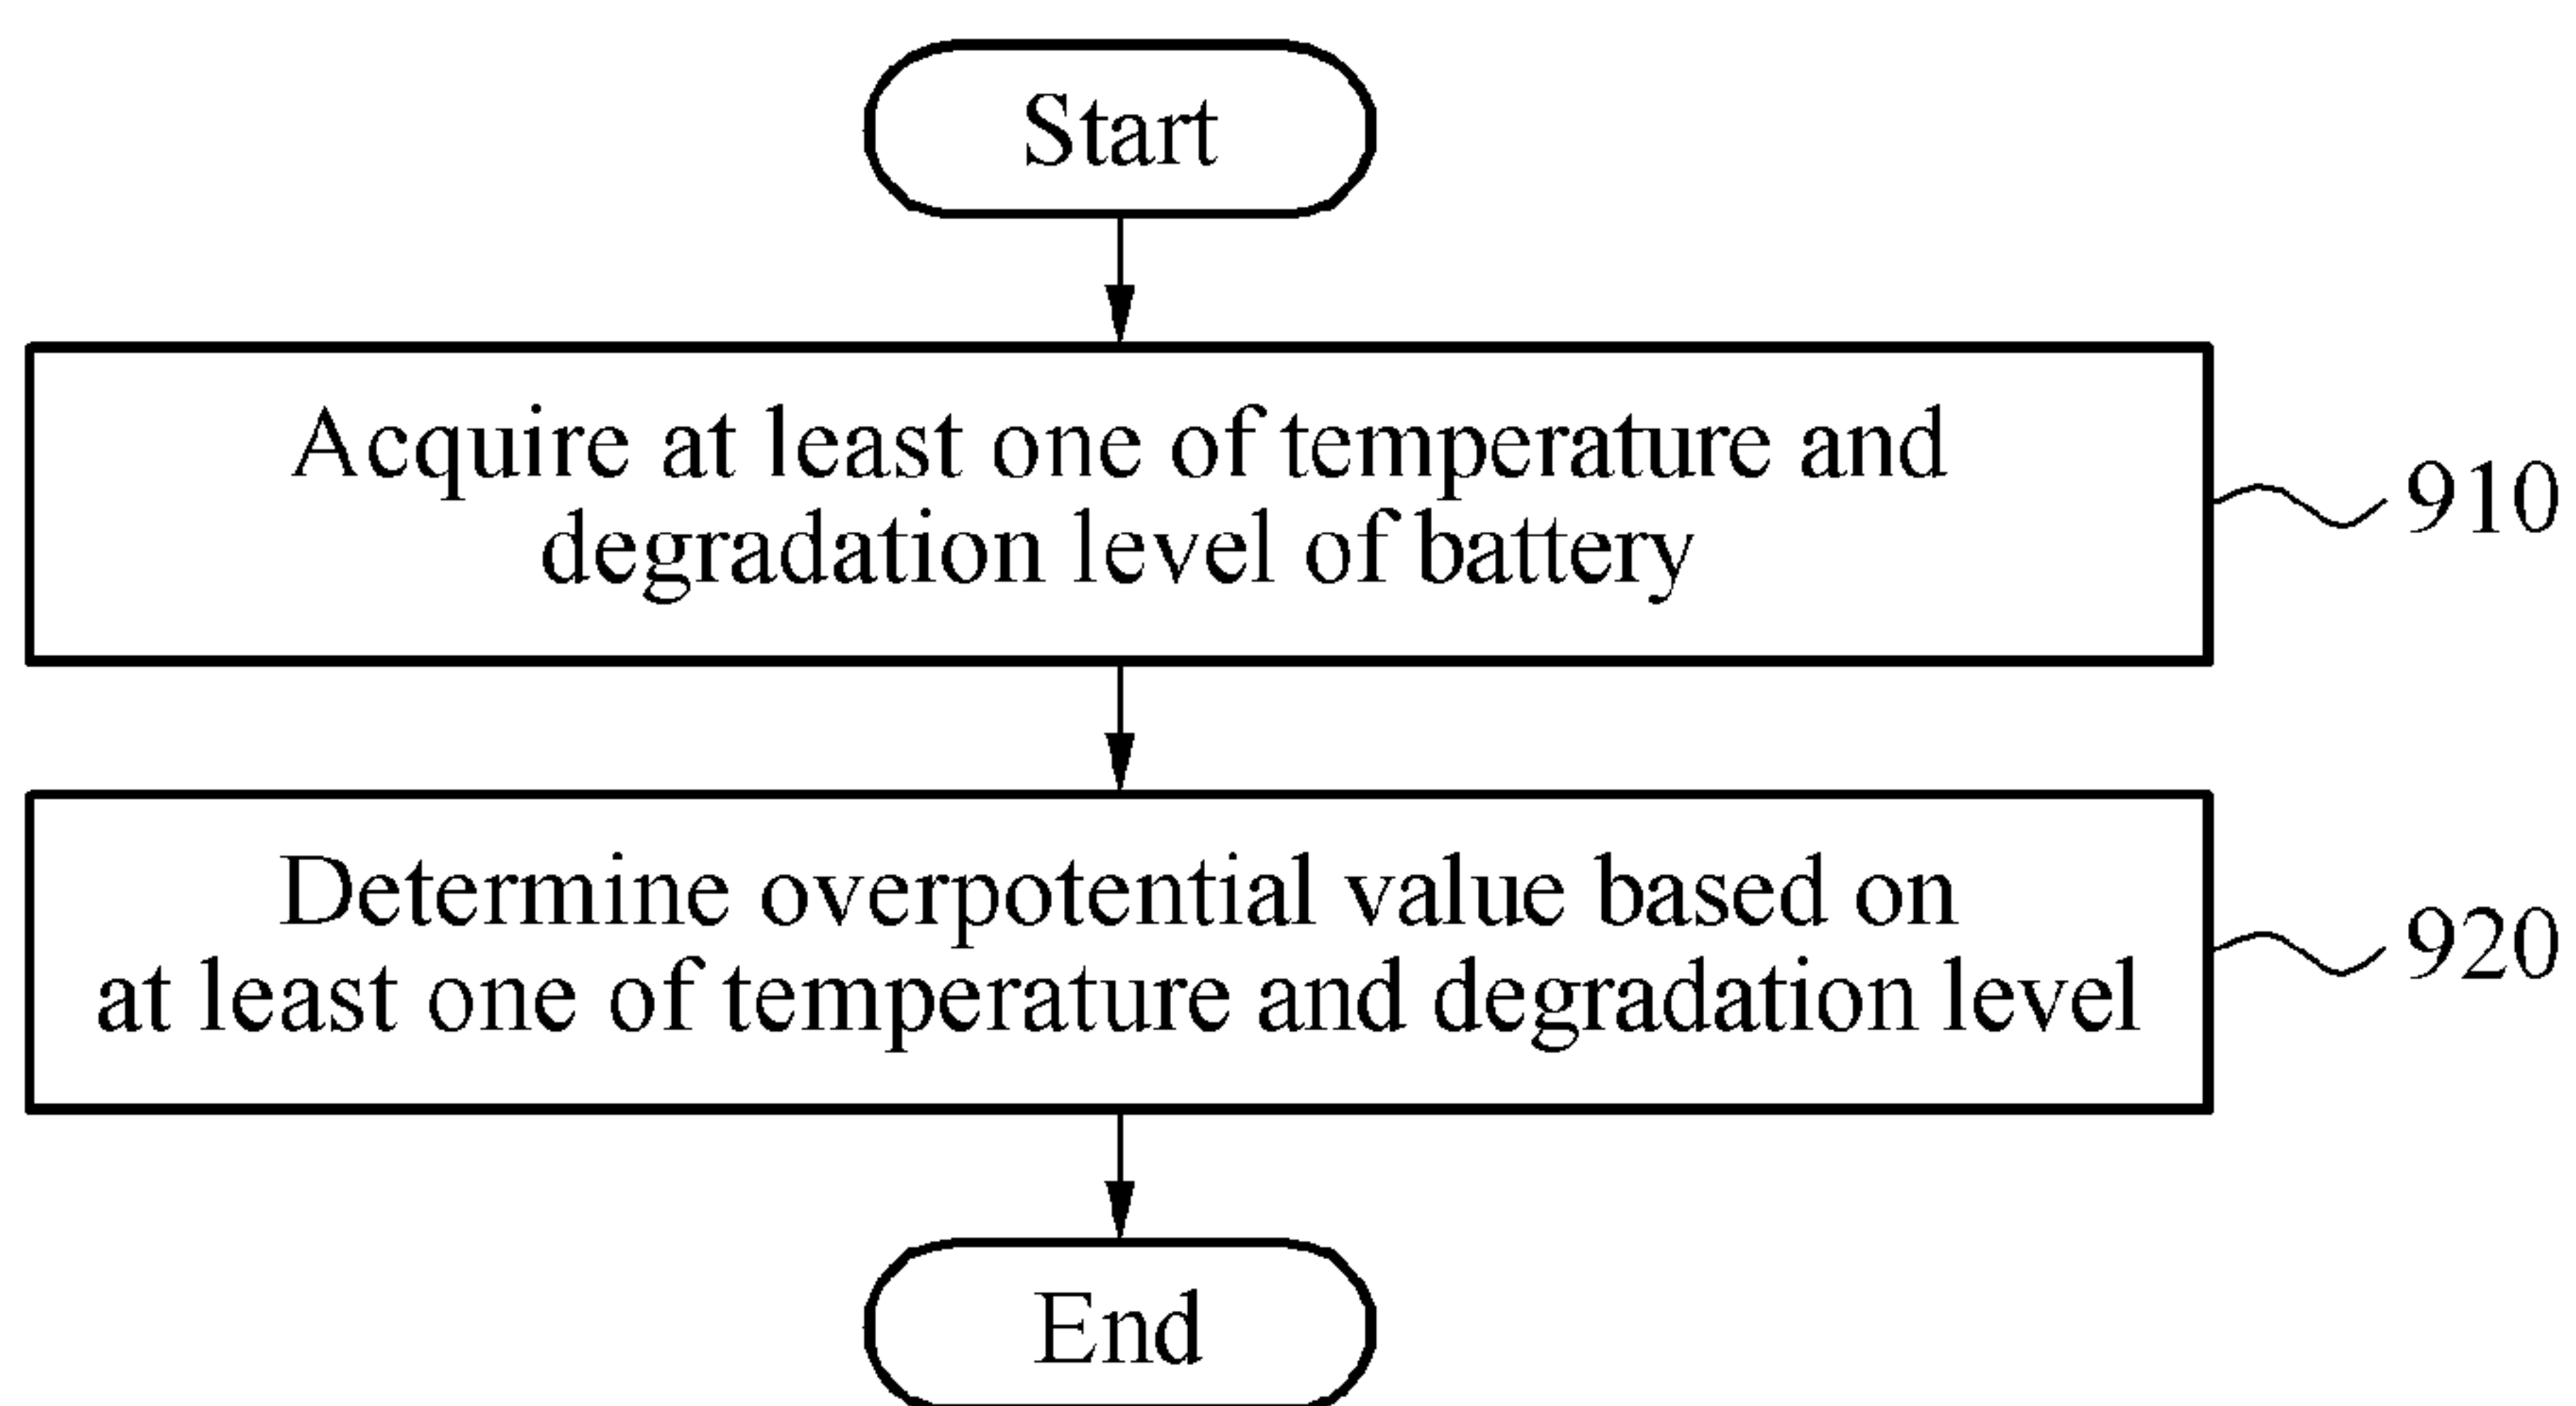 Start
Acquire at least one of temperature and
degradation level of battery
910
Determine overpotential value based on
at least one of temperature and degradation level
920
End